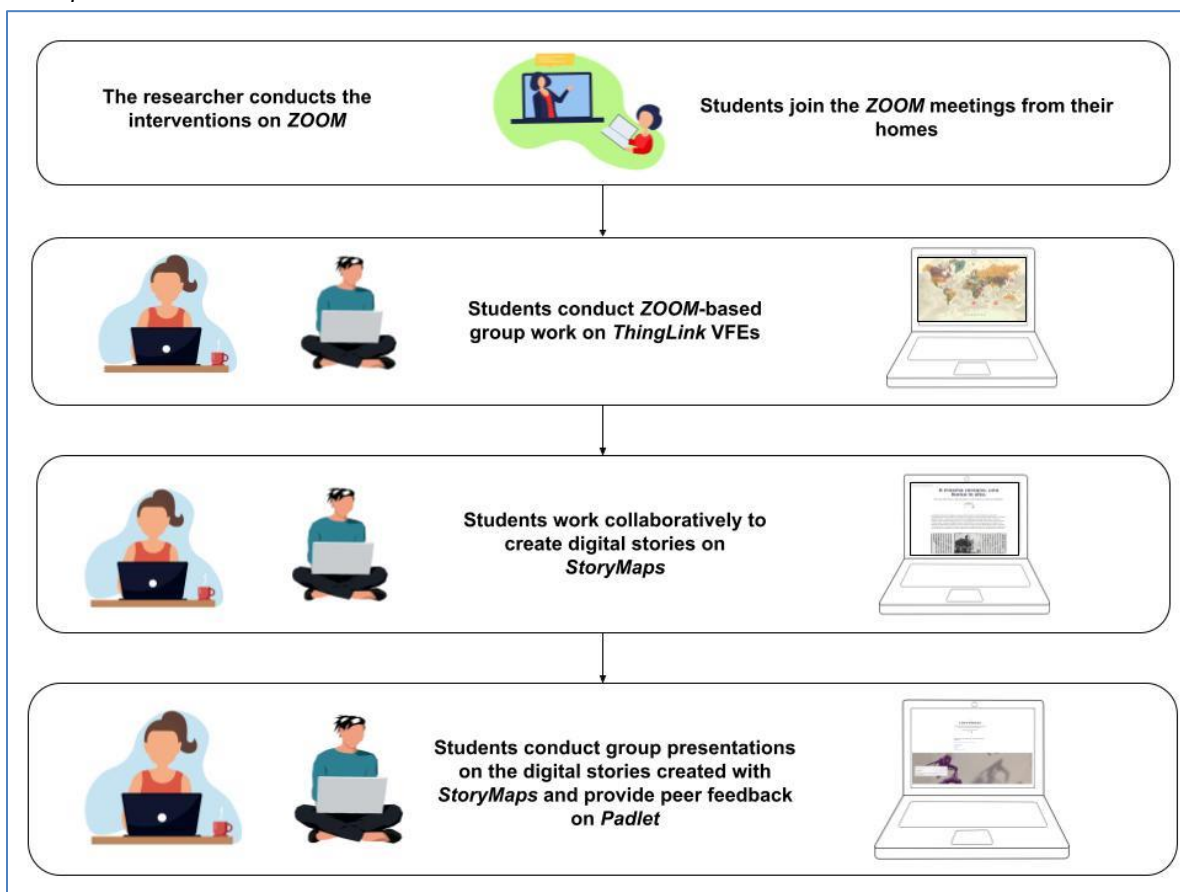 The researcher conducts the
interventions on ZOOM
Students join the ZOOM meetings from their
homes
Students conduct ZOOM-based
group work on ThingLink VFEs
Students work collaboratively to
create digital stories on
StoryMaps
Students conduct group presentations
on the digital stories created with
StoryMaps and provide peer feedback
on Padlet